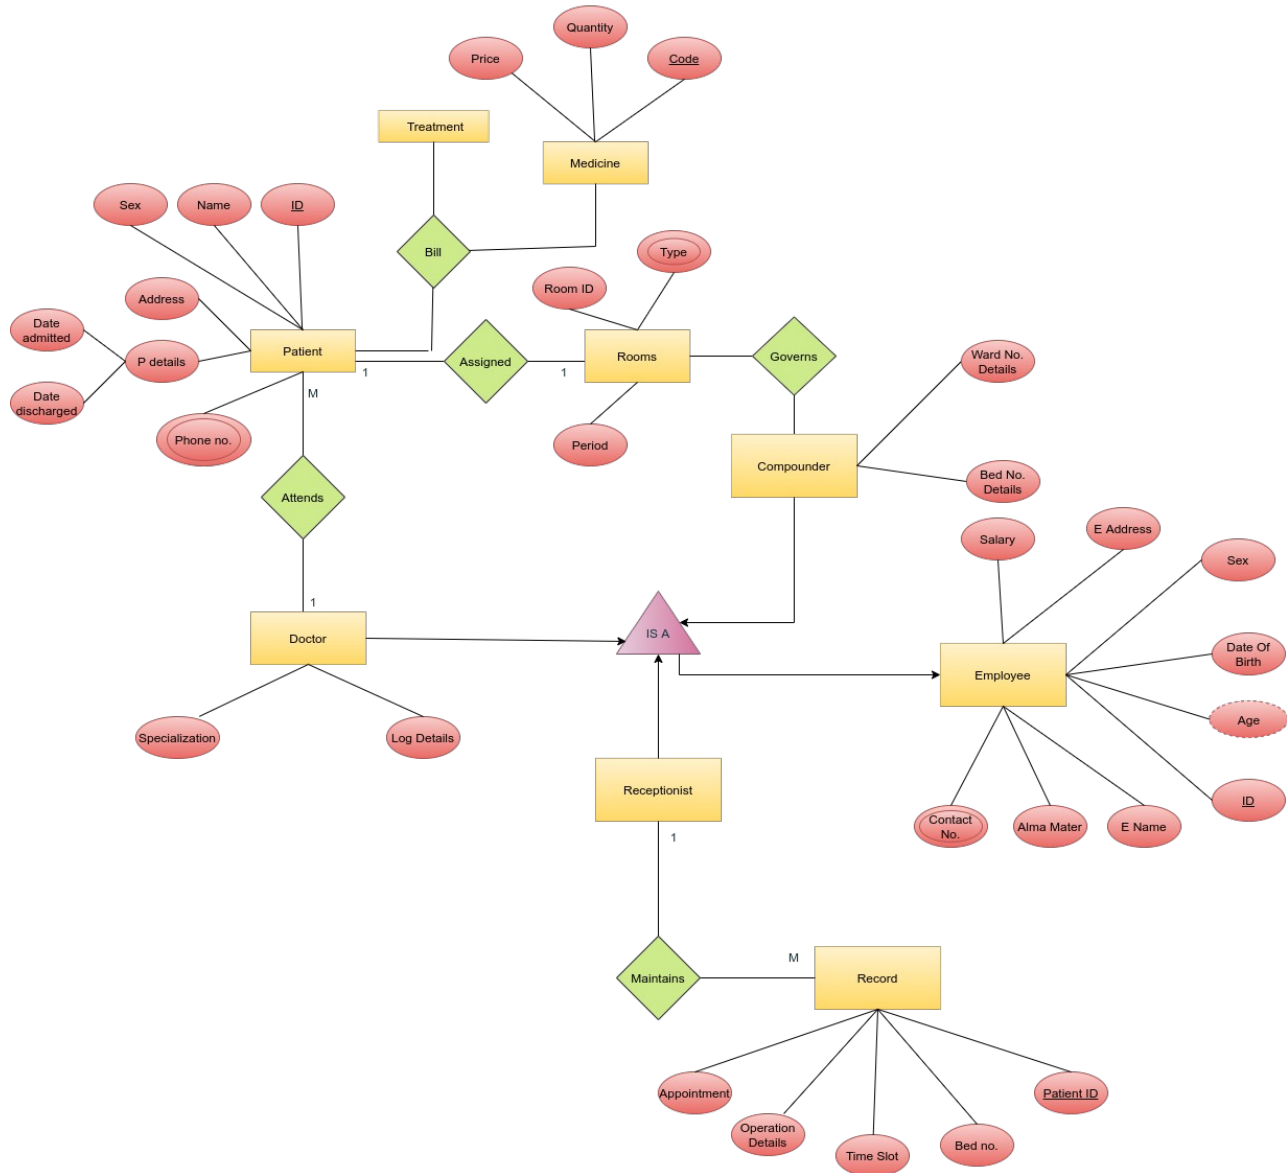 Quantity
Price
Code
Treatment
Medicine
Sex
Name
ID
Bill
Type
Room ID
Address
Date
admitted
P details
Patient
Assigned
Rooms
Governs
Ward No.
Details
1
1
M
Date
discharged
Phone no.
Period
Compounder
Bed No.
Details
Attends
Salary
E Address
Sex
1
Doctor
IS A
Employee
Date Of
Birth
Age
Specialization
Log Details
Receptionist
ID
Contact
No.
Alma Mater
E Name
1
M
Maintains
Record
Appointment
Patient ID
Operation
Details
Time Slot
Bed no.